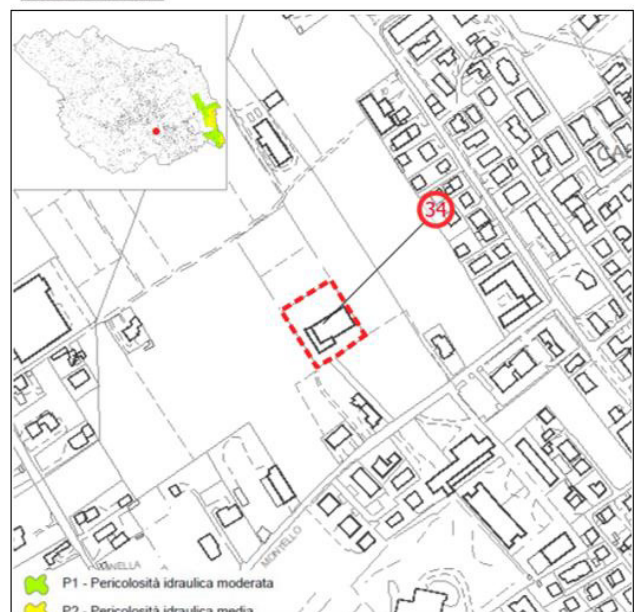 34
MONTELLO
P1 - Pericolosità idraulica moderata
P2 - Pericolosità idraulica media